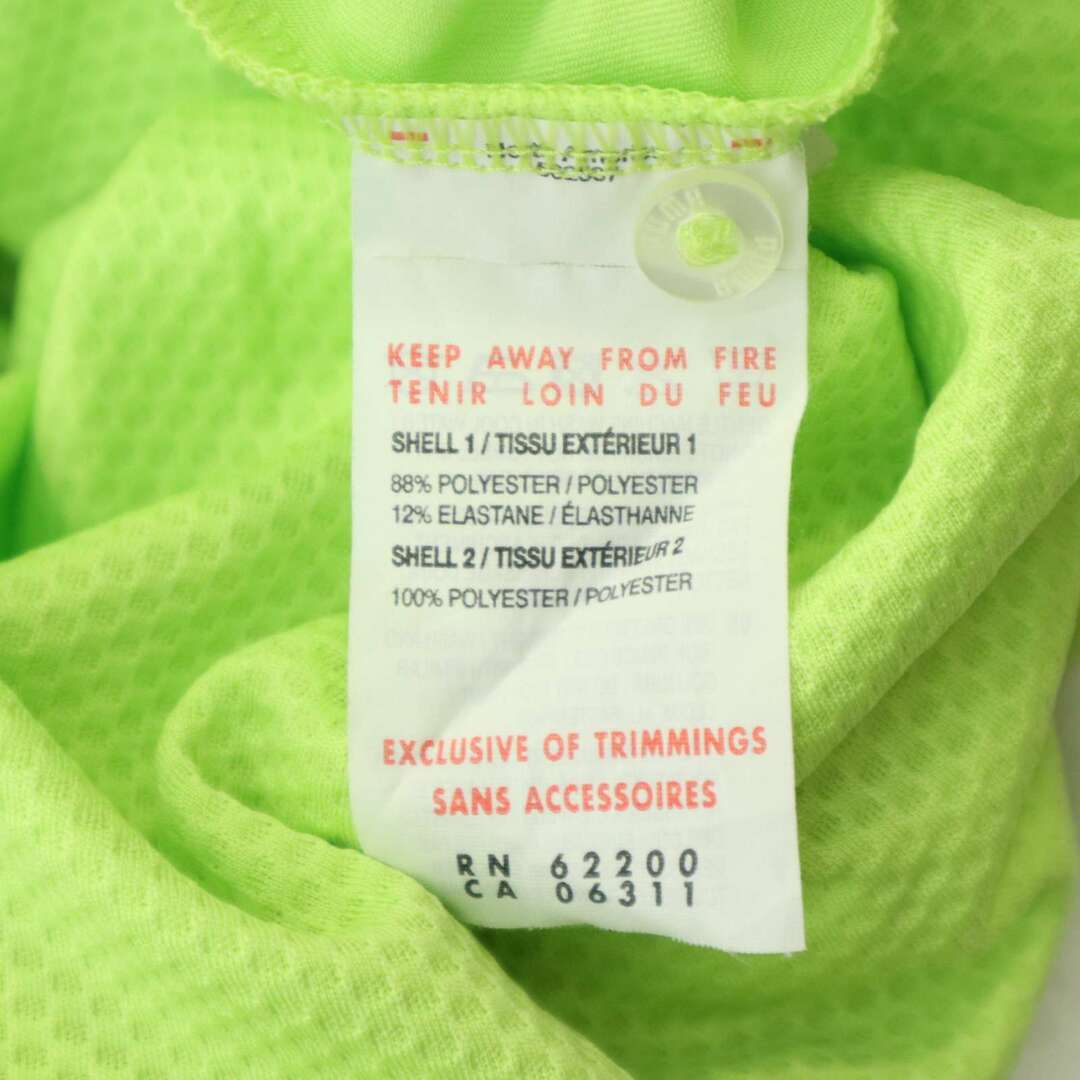 KEEP AWAY FROM FIRE
TENIR LOIN DU FEU
SHELL 1 / TISSU EXTÉRIEUR 1
88% POLYESTER / POLYESTER
12% ELASTANE / ÉLASTHANNE
SHELL 2 / TISSU EXTÉRIEUR 2
100% POLYESTER / POLYESTER
EXCLUSIVE OF TRIMMINGS
SANS ACCESSOIRES
RN 62200
CA 06311